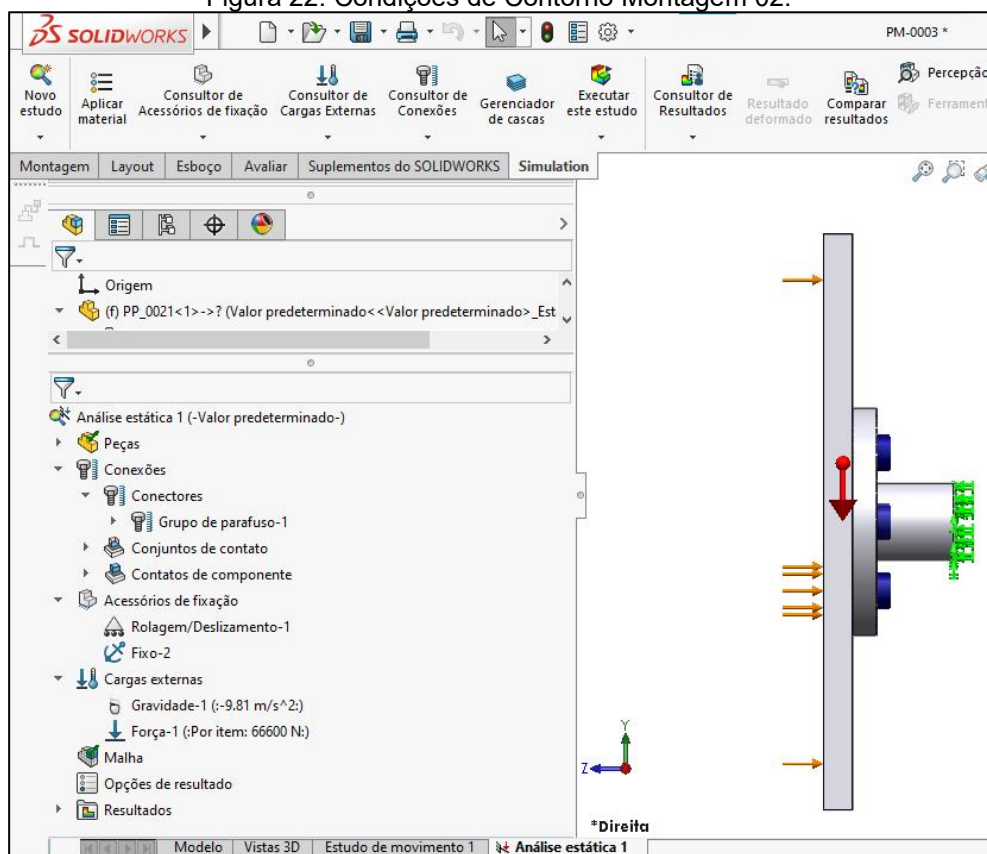 Figura 22: Condições de Contorno Montagem 02.
SOLIDWORKS
PM-0003 *
Novo estudo
Aplicar material
Consultor de Acessórios de fixação
Consultor de Cargas Externas
Consultor de Conexões
Gerenciador de cascas
Executar este estudo
Consultor de Resultados
Resultado deformado
Comparar resultados
Percepção
Ferrament
Montagem Layout Esboço Avaliar Suplementos do SOLIDWORKS Simulation
Origem
(f) PP_0021<1>->? (Valor predeterminado<<Valor predeterminado>_Est
Análise estática 1 (-Valor predeterminado-)
Peças
Conexões
Conectores
Grupo de parafuso-1
Conjuntos de contato
Contatos de componente
Acessórios de fixação
Rolagem/Deslizamento-1
Fixo-2
Cargas externas
Gravidade-1 (:-9.81 m/s^2:)
Força-1 (:Por item: 66600 N:)
Malha
Opções de resultado
Resultados
Y
Z
*Direita
Modelo Vistas 3D Estudo de movimento 1 Análise estática 1